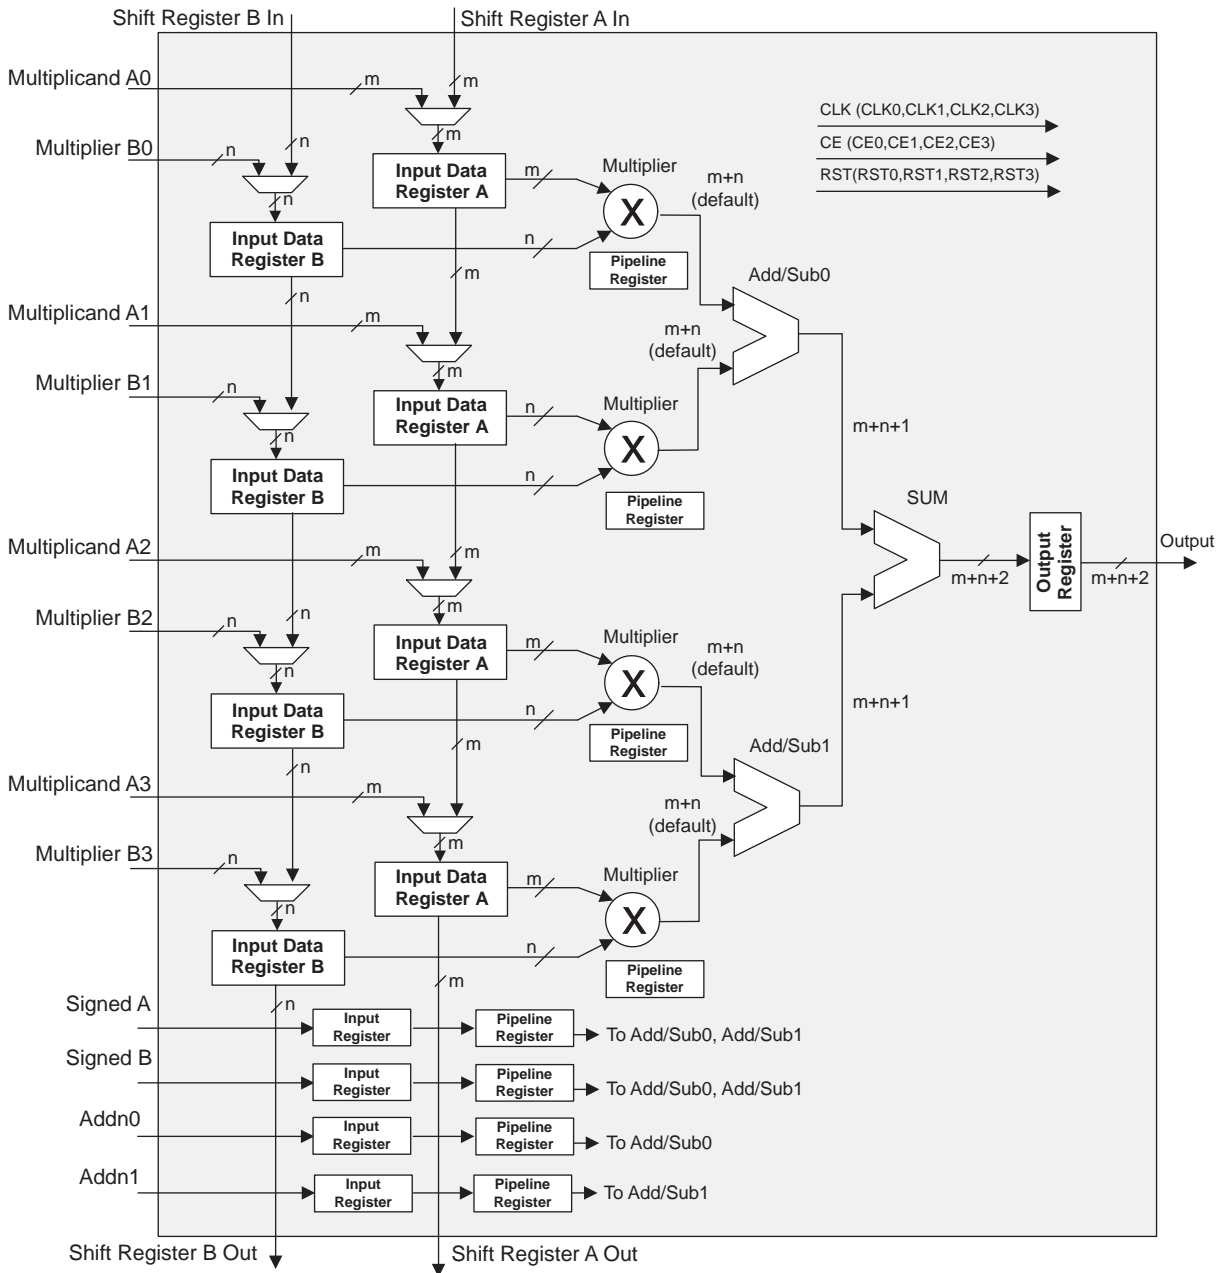 Shift Register B In
Shift Register A In
Multiplicand A0
m
m
CLK (CLK0,CLK1,CLK2,CLK3)
Multiplier B0
n
n
m
CE (CE0,CE1,CE2,CE3)
Input Data
Register A
m
Multiplier
m+n
(default)
RST(RST0,RST1,RST2,RST3)
n
X
Input Data
Register B
n
Pipeline
Register
m
Add/Sub0
n
Multiplicand A1
m
m+n
(default)
m
Multiplier B1
n
Input Data
Register A
n
Multiplier
m+n+1
n
X
Input Data
Register B
n
Pipeline
Register
SUM
Multiplicand A2
m
m
Output
m+n+2
Output
Register
m+n+2
m
Multiplier B2
n
n
Input Data
Register A
m
Multiplier
m+n
(default)
n
X
m+n+1
Input Data
Register B
n
Pipeline
Register
m
Add/Sub1
n
Multiplicand A3
m
m+n
(default)
m
Multiplier B3
n
Input Data
Register A
m
Multiplier
n
X
Input Data
Register B
n
Pipeline
Register
m
n
Signed A
Input
Register
Pipeline
Register
To Add/Sub0, Add/Sub1
Signed B
Input
Register
Pipeline
Register
To Add/Sub0, Add/Sub1
Addn0
Input
Register
Pipeline
Register
To Add/Sub0
Addn1
Input
Register
Pipeline
Register
To Add/Sub1
Shift Register B Out
Shift Register A Out